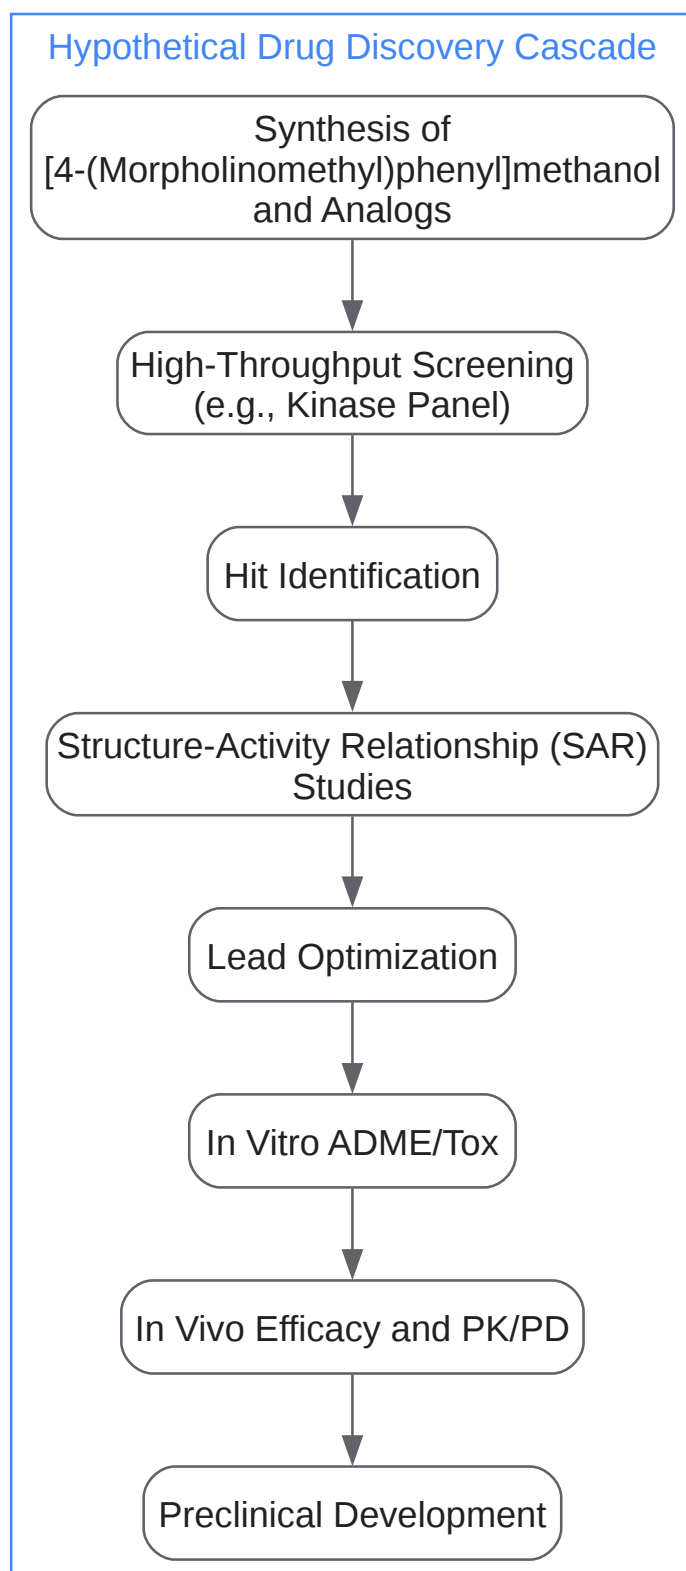 Hypothetical Drug Discovery Cascade
Synthesis of
[4-(Morpholinomethyl)phenyl]methanol
and Analogs
High-Throughput Screening
(e.g., Kinase Panel)
Hit Identification
Structure-Activity Relationship (SAR)
Studies
Lead Optimization
In Vitro ADME/Tox
In Vivo Efficacy and PK/PD
Preclinical Development